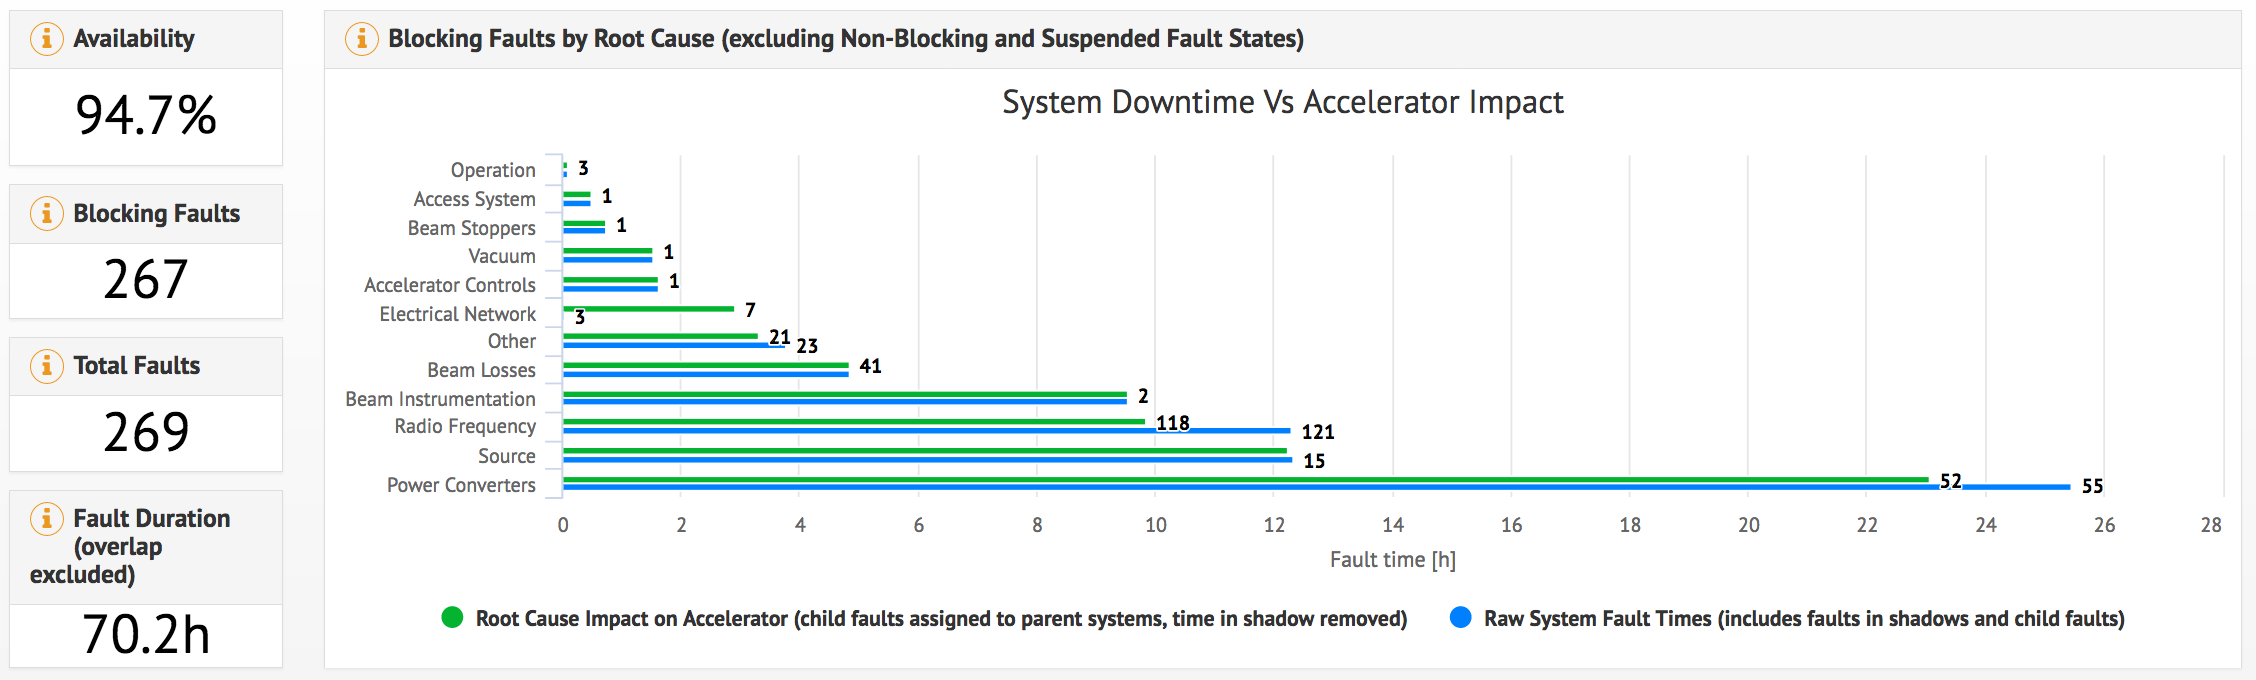 Availability
94.7%
Blocking Faults
267
Total Faults
269
Fault Duration
(overlap
excluded)
70.2h
Blocking Faults by Root Cause (excluding Non-Blocking and Suspended Fault States)
System Downtime Vs Accelerator Impact
Operation 3
Access System 1
Beam Stoppers 1
Vacuum 1
Accelerator Controls 1
Electrical Network 7
3
Other 21
23
Beam Losses 41
Beam Instrumentation 2
Radio Frequency 118
121
Source 15
Power Converters 52
55
0 2 4 6 8 10 12 14 16 18 20 22 24 26 28
Fault time [h]
Root Cause Impact on Accelerator (child faults assigned to parent systems, time in shadow removed)
Raw System Fault Times (includes faults in shadows and child faults)